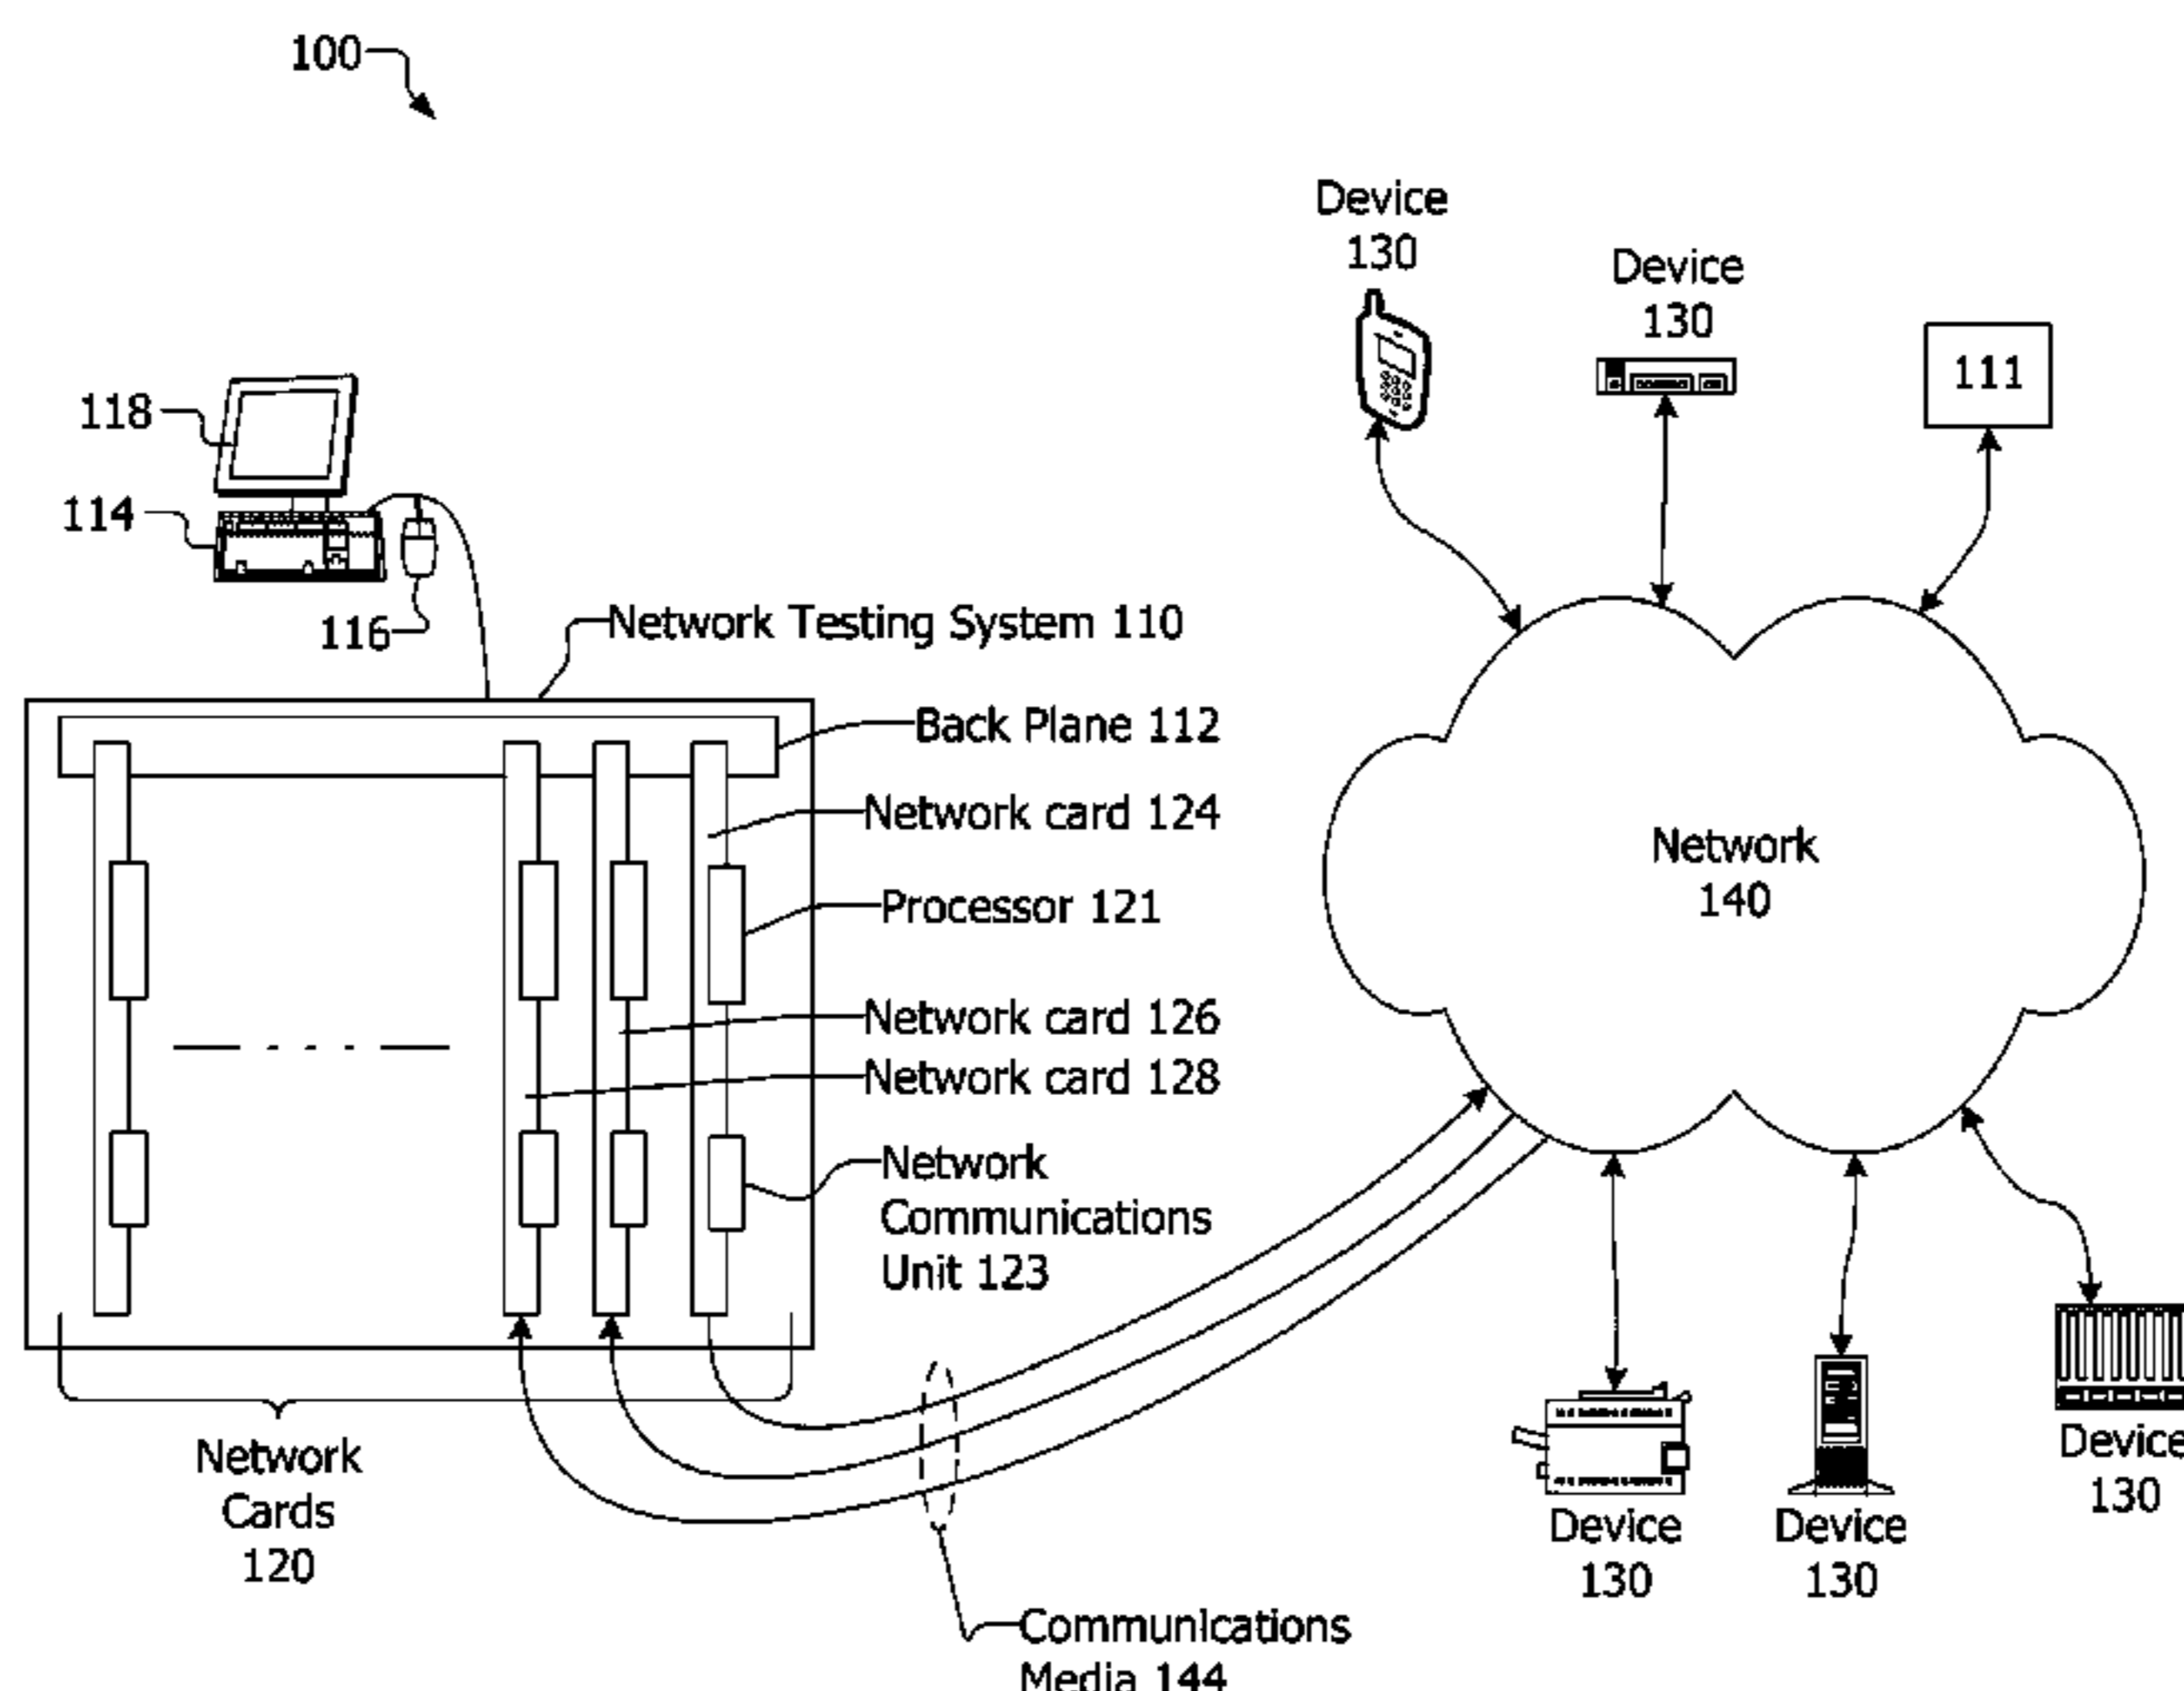 100
Device
130
Device
130
111
118
114
116
Network Testing System 110
Back Plane 112
Network card 124
Processor 121
Network card 126
Network card 128
Network
Communications
Unit 123
Network
140
Network
Cards
120
Communications
Media 144
Device
130
Device
130
Device
130